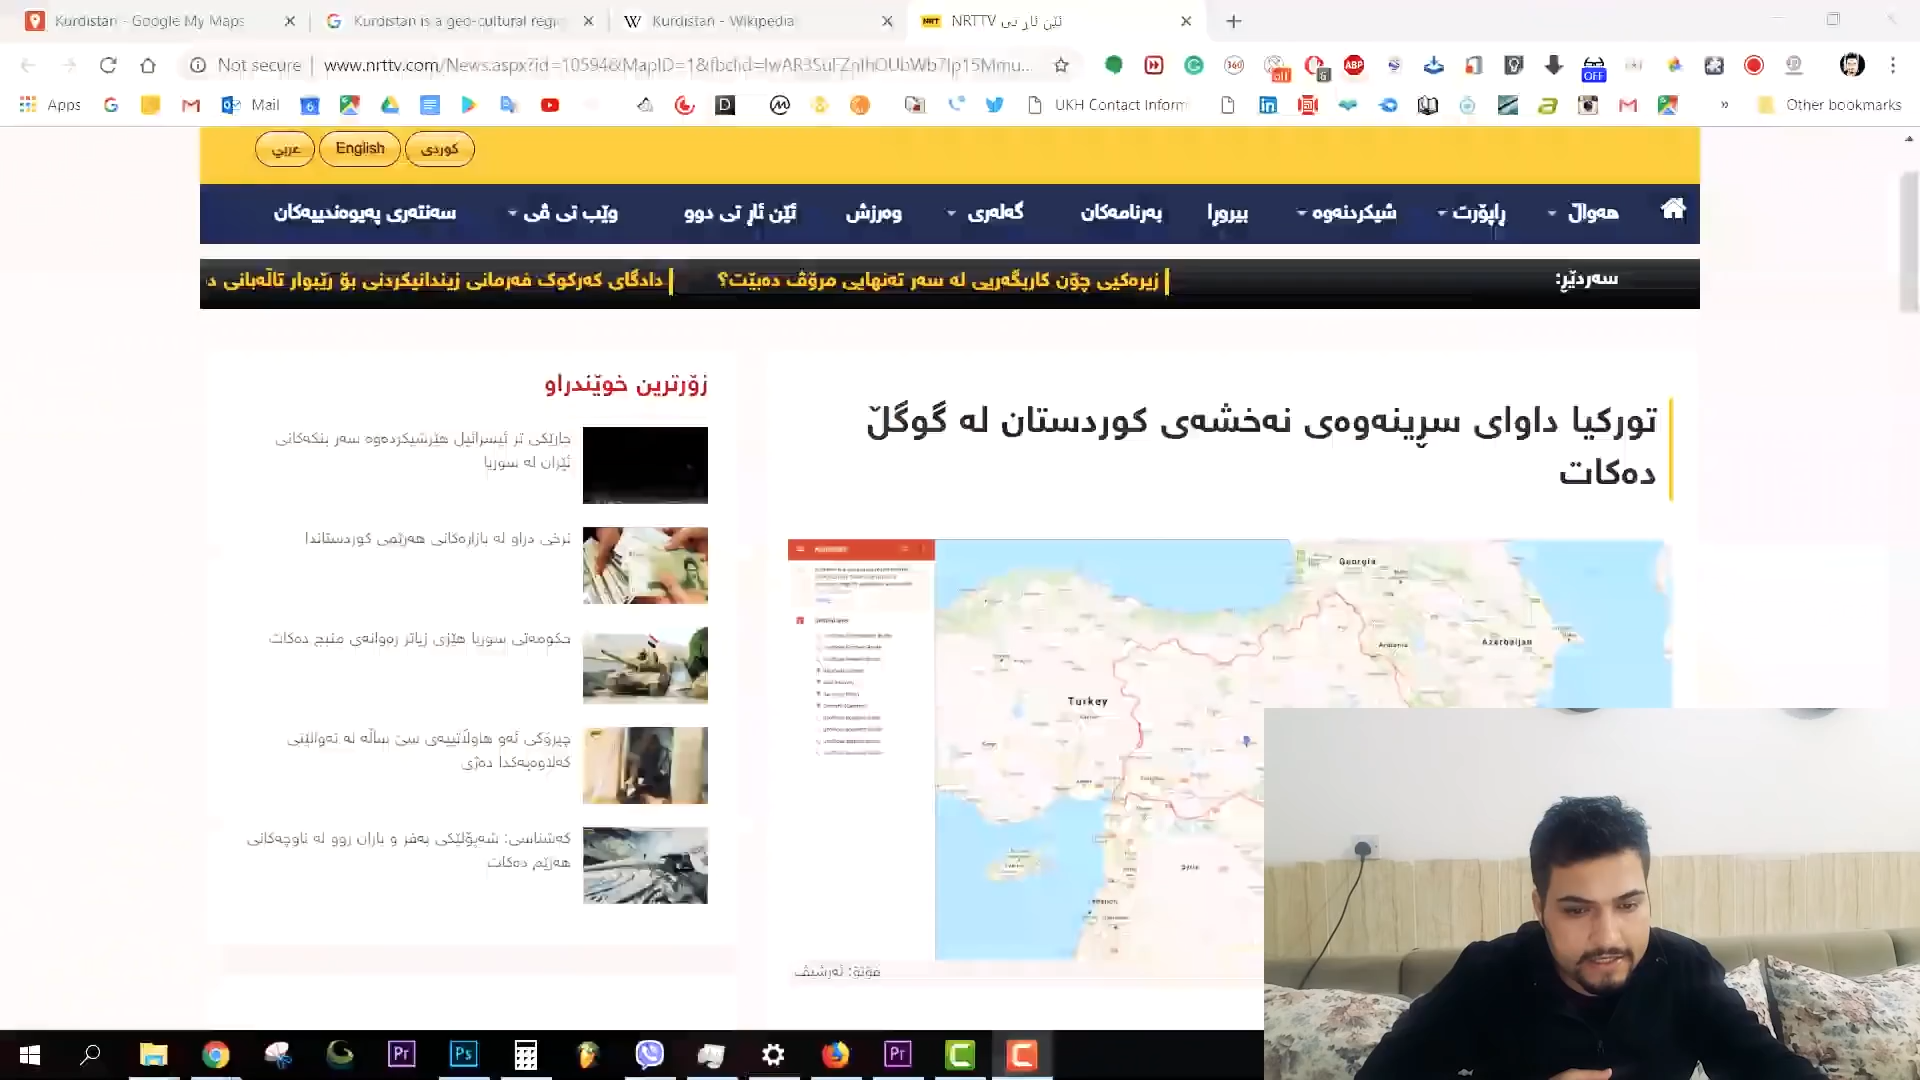 Kurdistan - Google My Maps
Kurdistan is a geo-cultural regi
Kurdistan - Wikipedia
NRTTV ئێن ئاڕ تی
Not secure
www.nrttv.com/News.aspx?id=10594&MapID=1&fbclid=IwAR3SuFZnlhOUbWb7lp15Mmu...
Apps
Mail
UKH Contact Inform
Other bookmarks
عربي
English
كوردی
هەواڵ
ڕاپۆرت
شیکردنەوە
بیروڕا
بەرنامەکان
گەلەری
وەرزش
ئێن ئاڕ تی دوو
وێب تی ڤی
سەنتەری پەیوەندییەکان
سەردێڕ:
زیرەکیی چۆن کاریگەریی لە سەر تەنهایی مرۆڤ دەبێت؟
دادگای کەرکوک فەرمانی زیندانیکردنی بۆ ڕێبوار تاڵەبانی د
تورکیا داوای سڕینەوەی نەخشەی کوردستان لە گوگڵ
دەکات
Georgia
Armenia
Azerbaijan
Turkey
Syria
Lebanon
فۆتۆ: ئەرشیف
زۆرترین خوێندراو
جارێکی تر ئیسرائیل هێرشیکردەوە سەر بنکەکانی
ئێران لە سوریا
نرخی دراو لە بازاڕەکانی هەرێمی کوردستاندا
حکومەتی سوریا هێزی زیاتر ڕەوانەی منبج دەکات
چیرۆکی ئەو هاوڵاتییەی سێ ساڵە لە تەوالێتی
کەلاوەیەکدا دەژی
کەشناسی: شەپۆلێکی بەفر و باران ڕوو لە ناوچەکانی
هەرێم دەکات